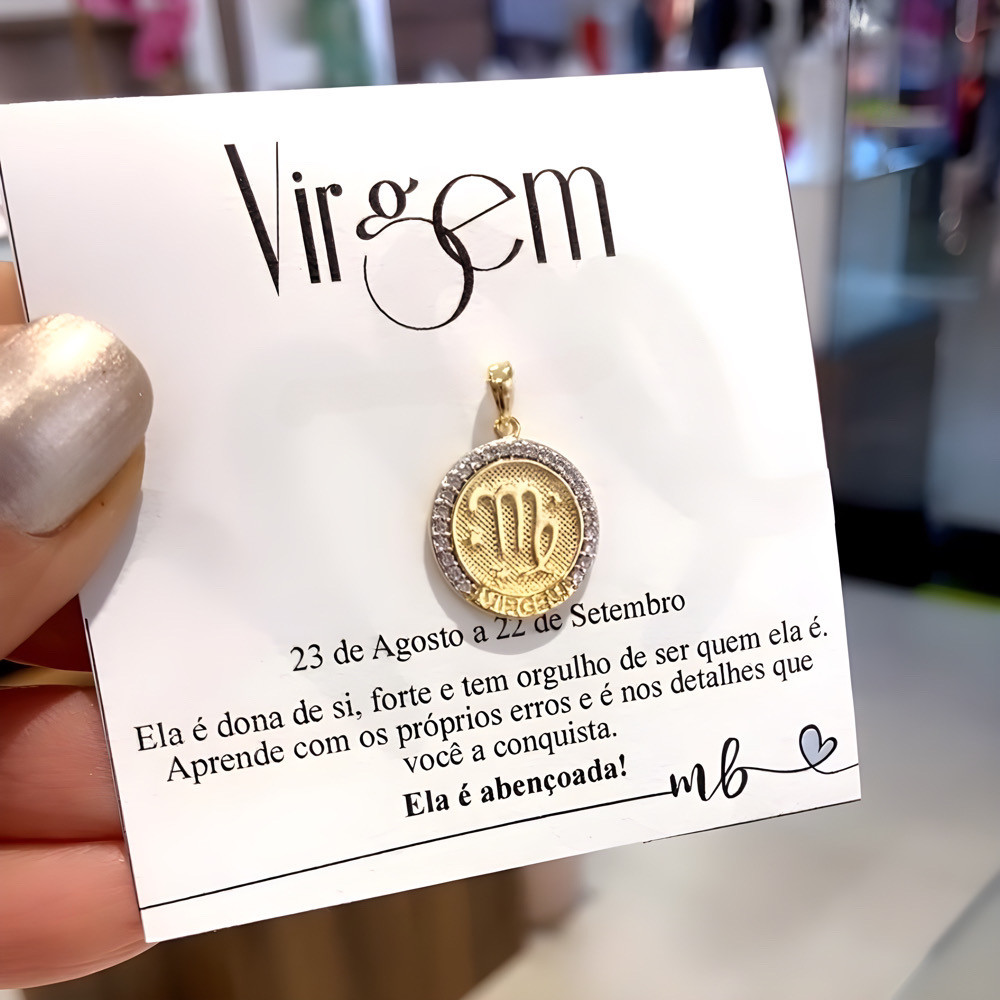 Virgem
VIRGEM
23 de Agosto a 22 de Setembro
Ela é dona de si, forte e tem orgulho de ser quem ela é.
Aprende com os próprios erros e é nos detalhes que
você a conquista.
Ela é abençoada!
mb